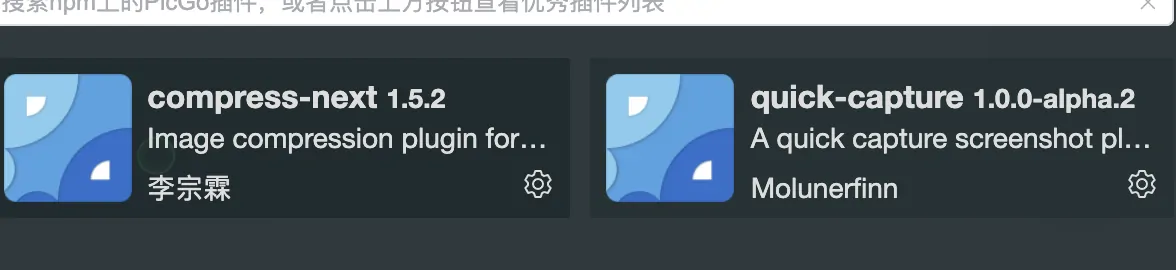 搜索npm上的PicGo插件，或者点击上方按钮查看优秀插件列表
compress-next 1.5.2
Image compression plugin for...
李宗霖
quick-capture 1.0.0-alpha.2
A quick capture screenshot pl...
Molunerfinn